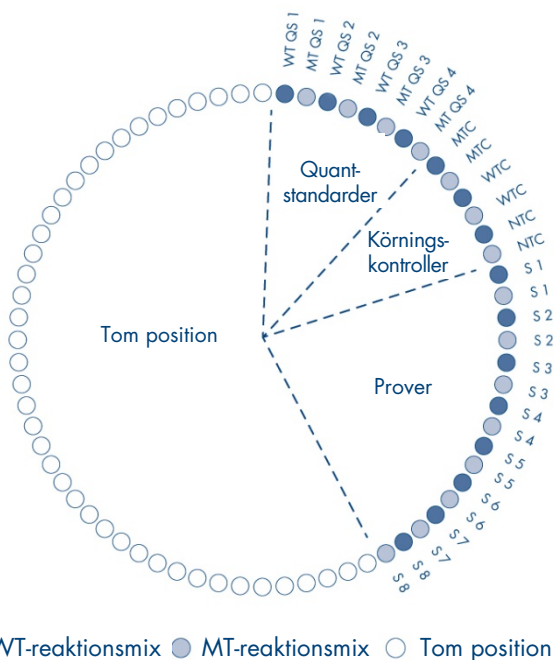 WT QS 1
MT QS 1
WT QS 2
MT QS 2
WT QS 3
MT QS 3
WT QS 4
MT QS 4
MTC
MTC
WTC
WTC
NTC
NTC
S 1
S 1
S 2
S 2
S 3
S 3
S 4
S 4
S 5
S 5
S 6
S 6
S 7
S 7
S 8
S 8
Quant-
standarder
Körnings-
kontroller
Tom position
Prover
WT-reaktionsmix MT-reaktionsmix Tom position